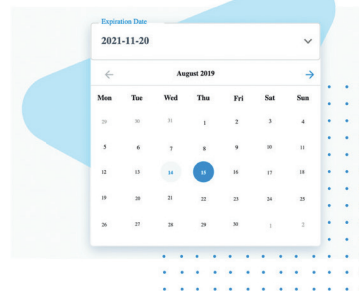 Expiration Date
2021-11-20
August 2019
Mon Tue Wed Thu Fri Sat Sun
29 30 31 1 2 3 4
5 6 7 8 9 10 11
12 13 14 15 16 17 18
19 20 21 22 23 24 25
26 27 28 29 30 1 2